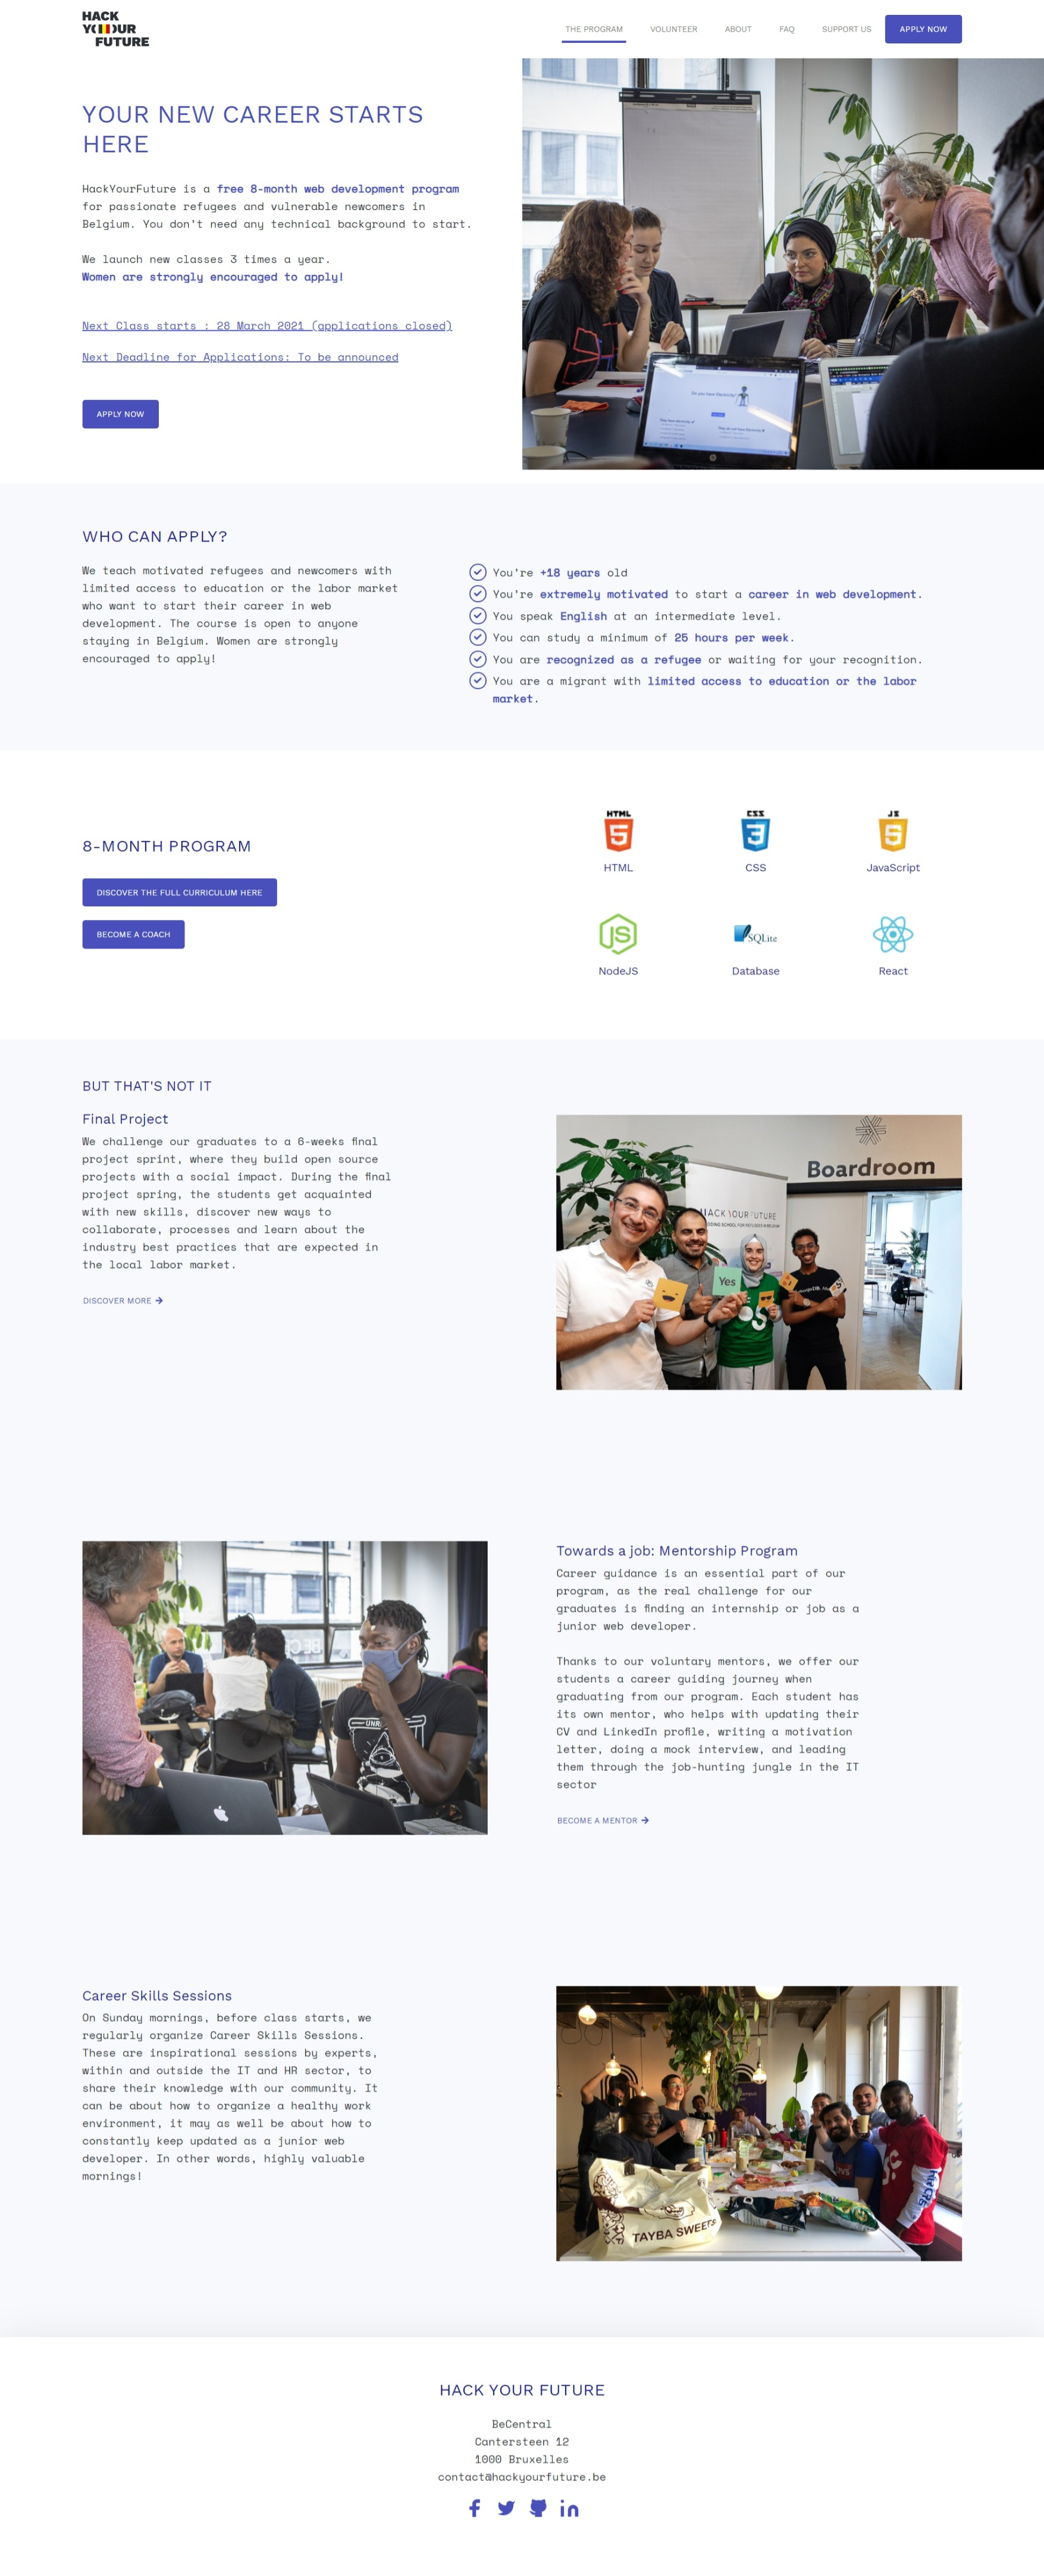 HACK
YOUR
FUTURE
THE PROGRAM
VOLUNTEER
ABOUT
FAQ
SUPPORT US
APPLY NOW
YOUR NEW CAREER STARTS
HERE
HackYourFuture is a free 8-month web development program
for passionate refugees and vulnerable newcomers in
Belgium. You don't need any technical background to start.
We launch new classes 3 times a year.
Women are strongly encouraged to apply!
Next Class starts : 28 March 2021 (applications closed)
Next Deadline for Applications: To be announced
APPLY NOW
WHO CAN APPLY?
We teach motivated refugees and newcomers with
limited access to education or the labor market
who want to start their career in web
development. The course is open to anyone
staying in Belgium. Women are strongly
encouraged to apply!
You're +18 years old
You're extremely motivated to start a career in web development.
You speak English at an intermediate level.
You can study a minimum of 25 hours per week.
You are recognized as a refugee or waiting for your recognition.
You are a migrant with limited access to education or the labor
market.
8-MONTH PROGRAM
DISCOVER THE FULL CURRICULUM HERE
BECOME A COACH
HTML
5
HTML
CSS
3
CSS
JS
JavaScript
JS
NodeJS
SQLite
Database
React
BUT THAT'S NOT IT
Final Project
We challenge our graduates to a 6-weeks final
project sprint, where they build open source
projects with a social impact. During the final
project spring, the students get acquainted
with new skills, discover new ways to
collaborate, processes and learn about the
industry best practices that are expected in
the local labor market.
DISCOVER MORE
Boardroom
HACK YOUR FUTURE
Yes
Towards a job: Mentorship Program
Career guidance is an essential part of our
program, as the real challenge for our
graduates is finding an internship or job as a
junior web developer.
Thanks to our voluntary mentors, we offer our
students a career guiding journey when
graduating from our program. Each student has
its own mentor, who helps with updating their
CV and LinkedIn profile, writing a motivation
letter, doing a mock interview, and leading
them through the job-hunting jungle in the IT
sector
BECOME A MENTOR
Career Skills Sessions
On Sunday mornings, before class starts, we
regularly organize Career Skills Sessions.
These are inspirational sessions by experts,
within and outside the IT and HR sector, to
share their knowledge with our community. It
can be about how to organize a healthy work
environment, it may as well be about how to
constantly keep updated as a junior web
developer. In other words, highly valuable
mornings!
TAYBA SWEETS
HACK YOUR FUTURE
BeCentral
Cantersteen 12
1000 Bruxelles
contact@hackyourfuture.be